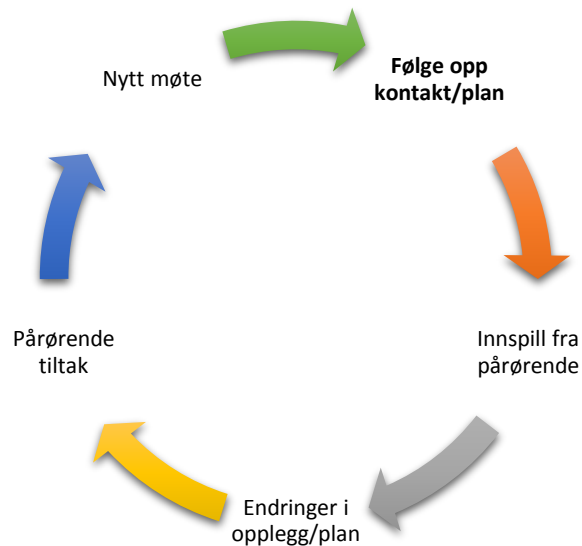 Nytt møte
Følge opp
kontakt/plan
Innspill fra
pårørende
Endringer i
opplegg/plan
Pårørende
tiltak